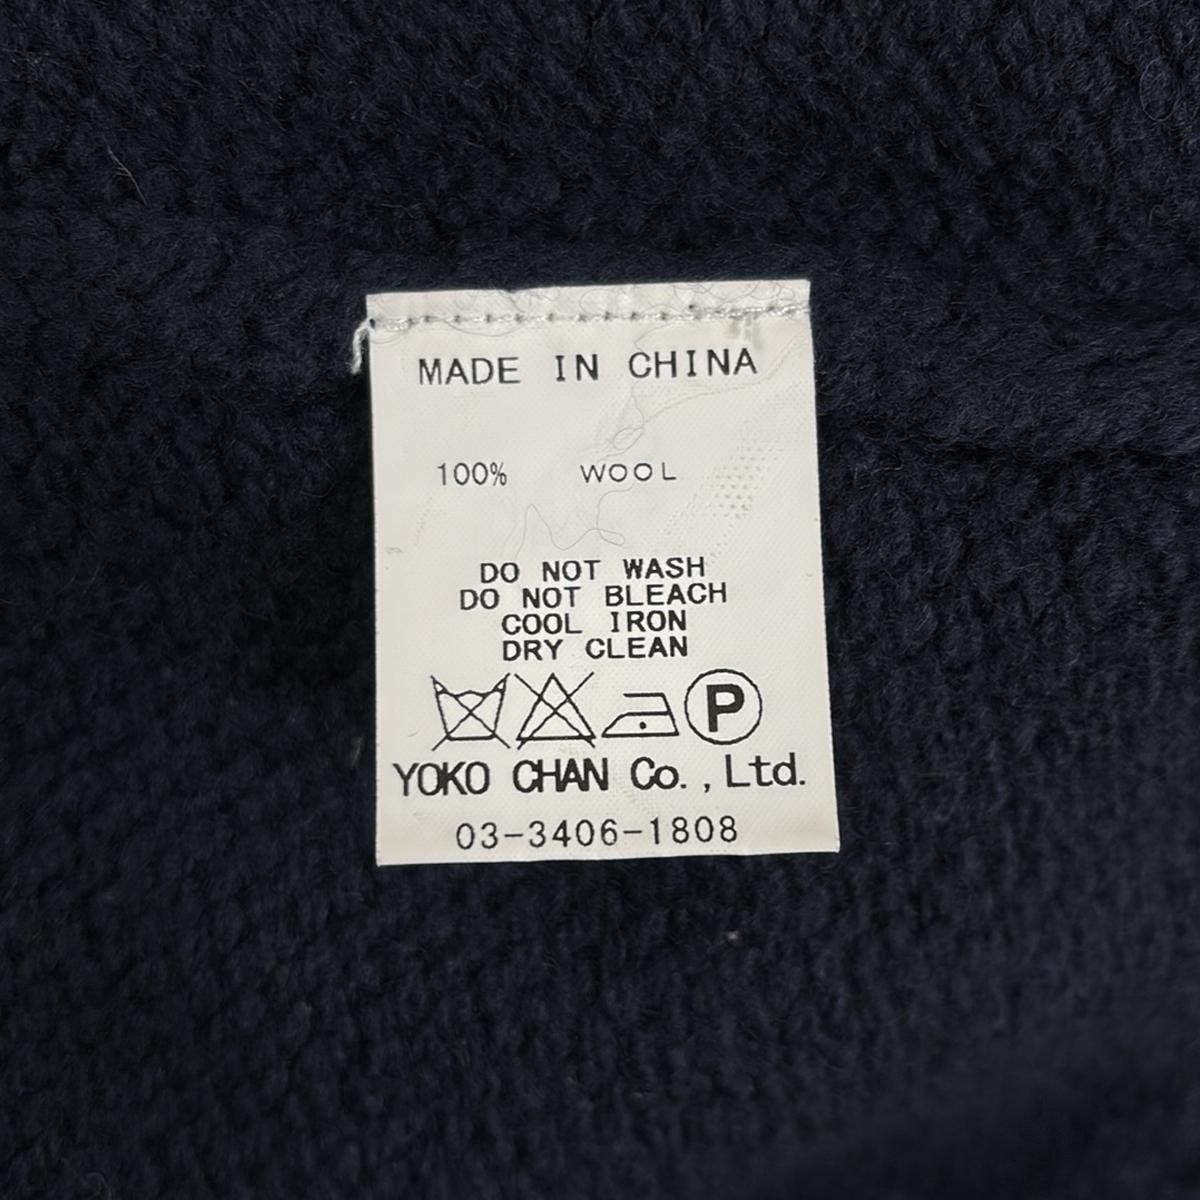 MADE IN CHINA
100% WOOL
DO NOT WASH
DO NOT BLEACH
COOL IRON
DRY CLEAN
P
YOKO CHAN Co.,Ltd.
03-3406-1808